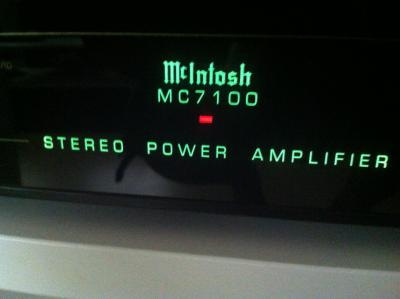 McIntosh
MC7100
STEREO POWER AMPLIFIER